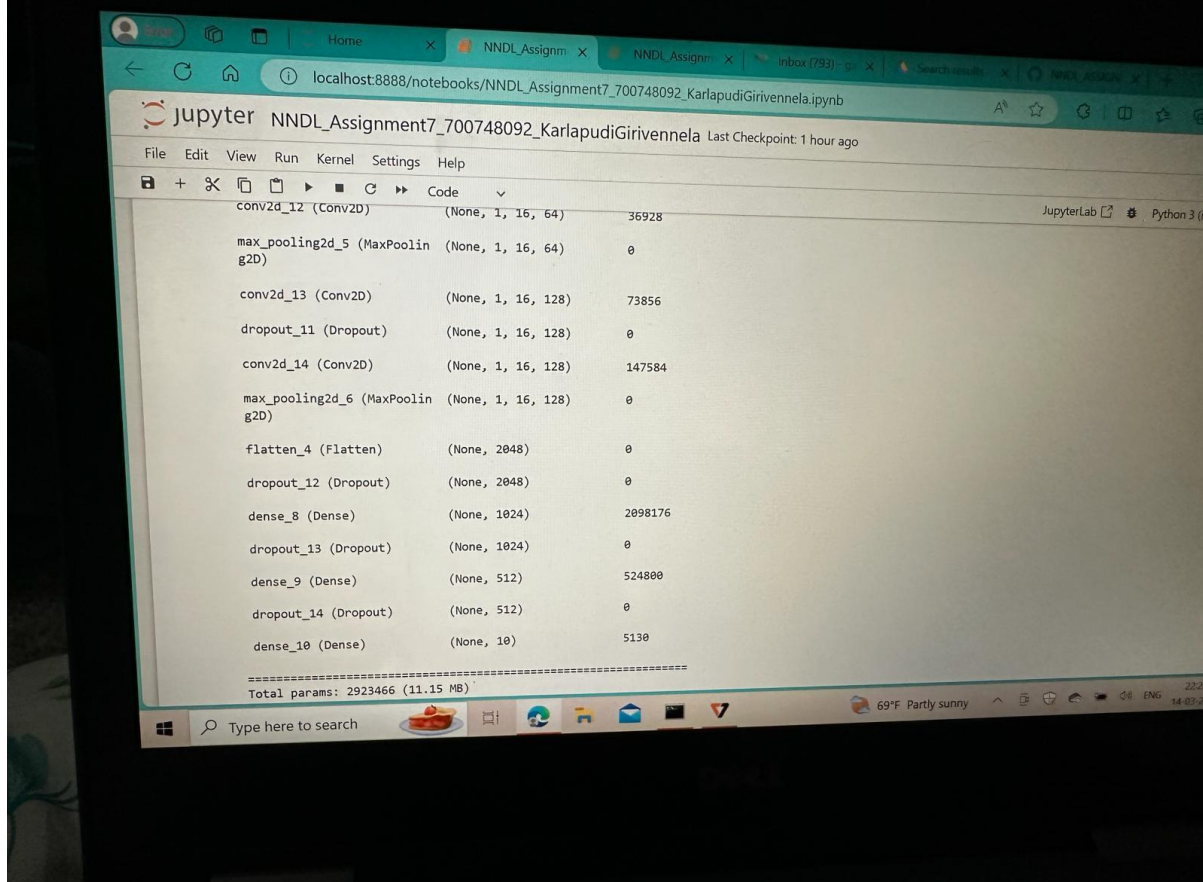 Home
NNDL_Assignm
NNDL_Assignm
Inbox (793) - g
Search results
localhost:8888/notebooks/NNDL_Assignment7_700748092_KarlapudiGirivennela.ipynb
jupyter NNDL_Assignment7_700748092_KarlapudiGirivennela Last Checkpoint: 1 hour ago
File Edit View Run Kernel Settings Help
Code
JupyterLab Python 3
conv2d_12 (Conv2D) (None, 1, 16, 64) 36928
max_pooling2d_5 (MaxPoolin (None, 1, 16, 64) 0
g2D)
conv2d_13 (Conv2D) (None, 1, 16, 128) 73856
dropout_11 (Dropout) (None, 1, 16, 128) 0
conv2d_14 (Conv2D) (None, 1, 16, 128) 147584
max_pooling2d_6 (MaxPoolin (None, 1, 16, 128) 0
g2D)
flatten_4 (Flatten) (None, 2048) 0
dropout_12 (Dropout) (None, 2048) 0
dense_8 (Dense) (None, 1024) 2098176
dropout_13 (Dropout) (None, 1024) 0
dense_9 (Dense) (None, 512) 524800
dropout_14 (Dropout) (None, 512) 0
dense_10 (Dense) (None, 10) 5130
=================================================================
Total params: 2923466 (11.15 MB)
Type here to search
69°F Partly sunny
ENG
DELL